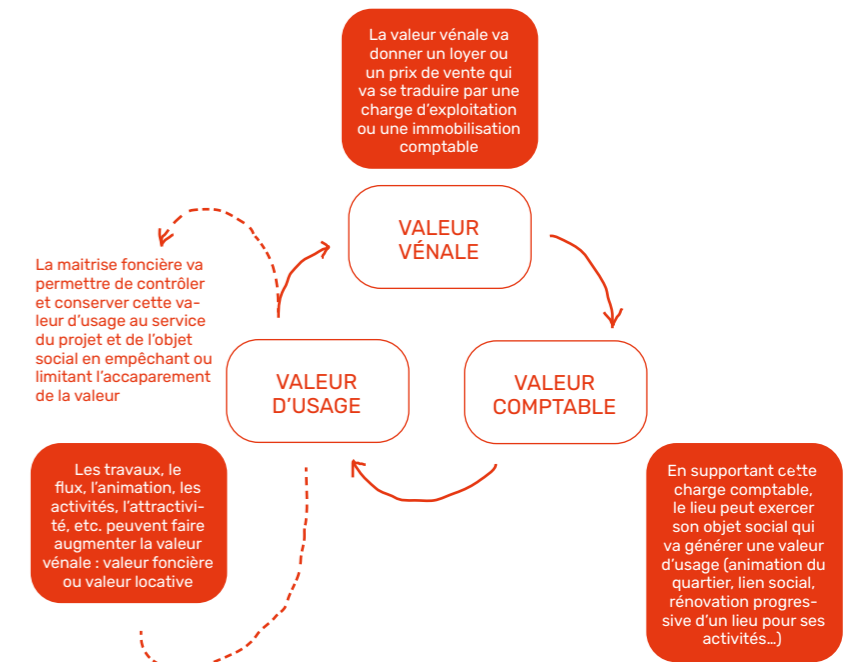 La valeur vénale va
donner un loyer ou
un prix de vente qui
va se traduire par une
charge d'exploitation
ou une immobilisation
comptable
VALEUR
VÉNALE
La maitrise foncière va
permettre de contrôler
et conserver cette va-
leur d'usage au service
du projet et de l'objet
social en empêchant ou
limitant l'accaparement
de la valeur
VALEUR
D'USAGE
VALEUR
COMPTABLE
Les travaux, le
flux, l'animation, les
activités, l'attractivi-
té, etc. peuvent faire
augmenter la valeur
vénale : valeur foncière
ou valeur locative
En supportant cette
charge comptable,
le lieu peut exercer
son objet social qui
va générer une valeur
d'usage (animation du
quartier, lien social,
rénovation progres-
sive d'un lieu pour ses
activités…)